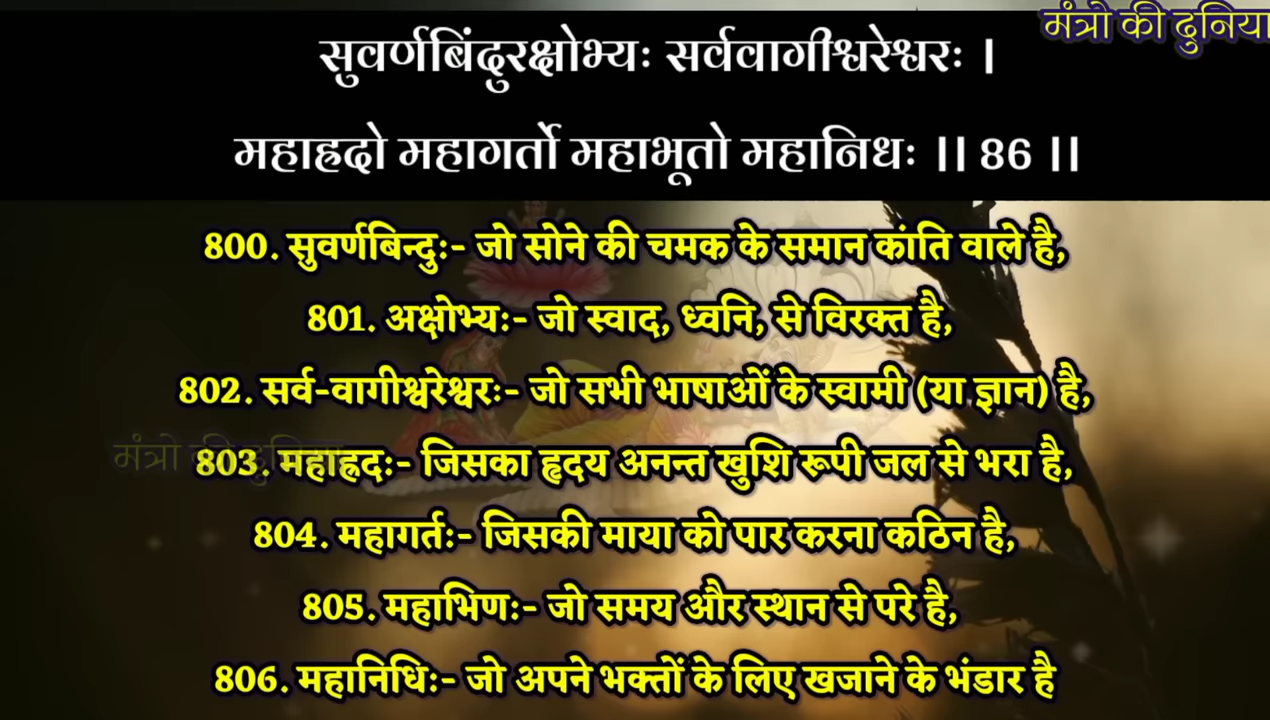 मंत्रो की दुनिया
सुवर्णबिंदुरक्षोभ्यः सर्ववागीश्वरेश्वरः ।
महाह्रदो महागर्तो महाभूतो महानिधः ।। 86 ।।
800. सुवर्णबिन्दुः- जो सोने की चमक के समान कांति वाले है,
801. अक्षोभ्यः- जो स्वाद, ध्वनि, से विरक्त है,
802. सर्व-वागीश्वरेश्वरः- जो सभी भाषाओं के स्वामी (या ज्ञान) है,
मंत्रो की दुनिया
803. महाह्रदः- जिसका हृदय अनन्त खुशि रूपी जल से भरा है,
804. महागर्तः- जिसकी माया को पार करना कठिन है,
805. महाभिणः- जो समय और स्थान से परे है,
806. महानिधिः- जो अपने भक्तों के लिए खजाने के भंडार है